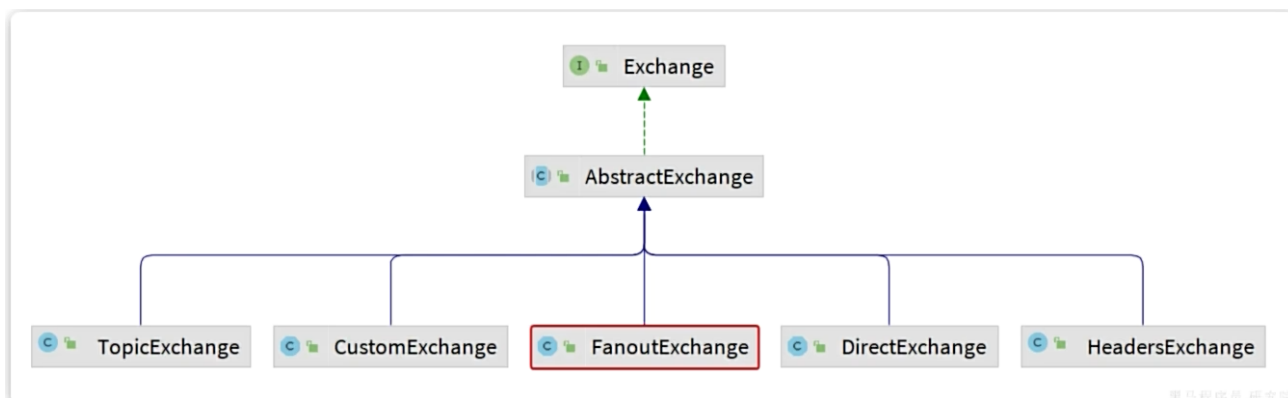 Exchange
AbstractExchange
TopicExchange
CustomExchange
FanoutExchange
DirectExchange
HeadersExchange